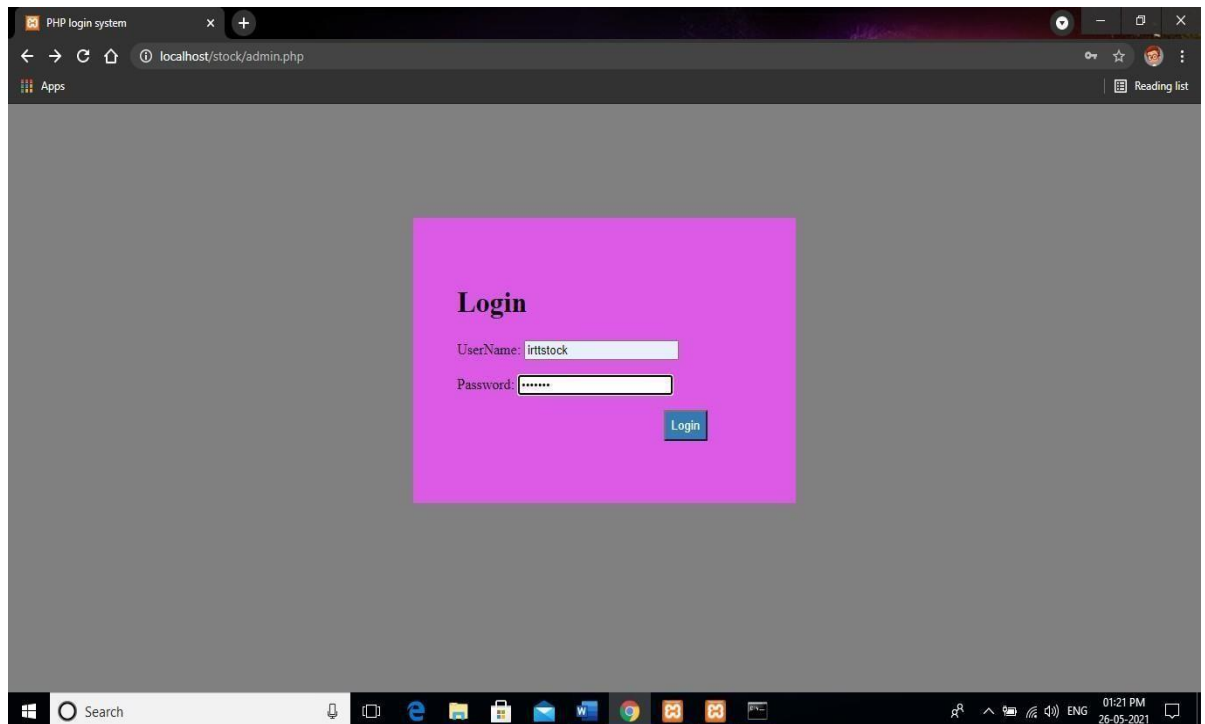 PHP login system
localhost/stock/admin.php
Apps
Reading list
Login
UserName: irttstock
Password: •••••••
Login
Search
ENG
01:21 PM
26-05-2021